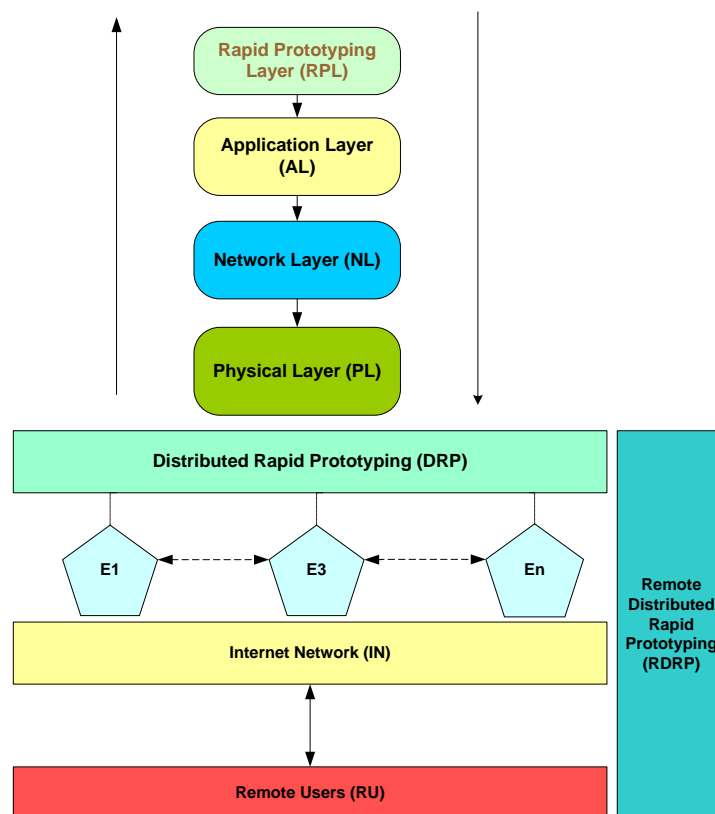 Rapid Prototyping
Layer (RPL)
Application Layer
(AL)
Network Layer (NL)
Physical Layer (PL)
Distributed Rapid Prototyping (DRP)
E1
E3
En
Remote
Distributed
Rapid
Prototyping
(RDRP)
Internet Network (IN)
Remote Users (RU)